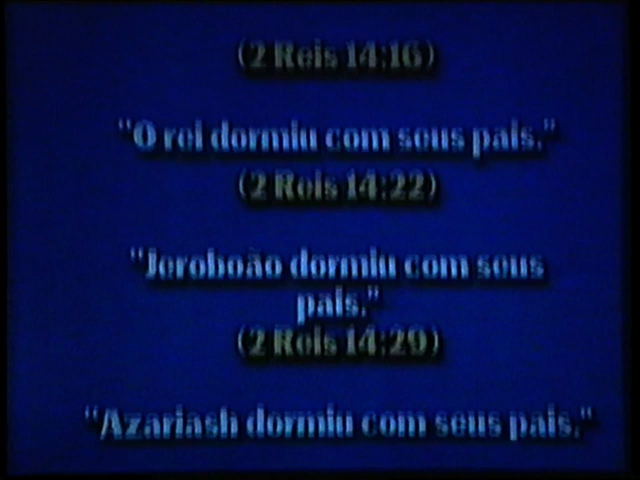 (2 Reis 14:16)
"O rei dormiu com seus pais."
(2 Reis 14:22)
"Jeroboão dormiu com seus
pais."
(2 Reis 14:29)
"Azariash dormiu com seus pais."